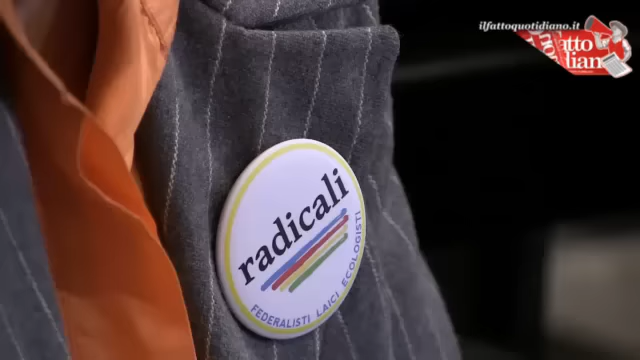 ilfattoquotidiano.it
radicali
FEDERALISTI LAICI ECOLOGISTI